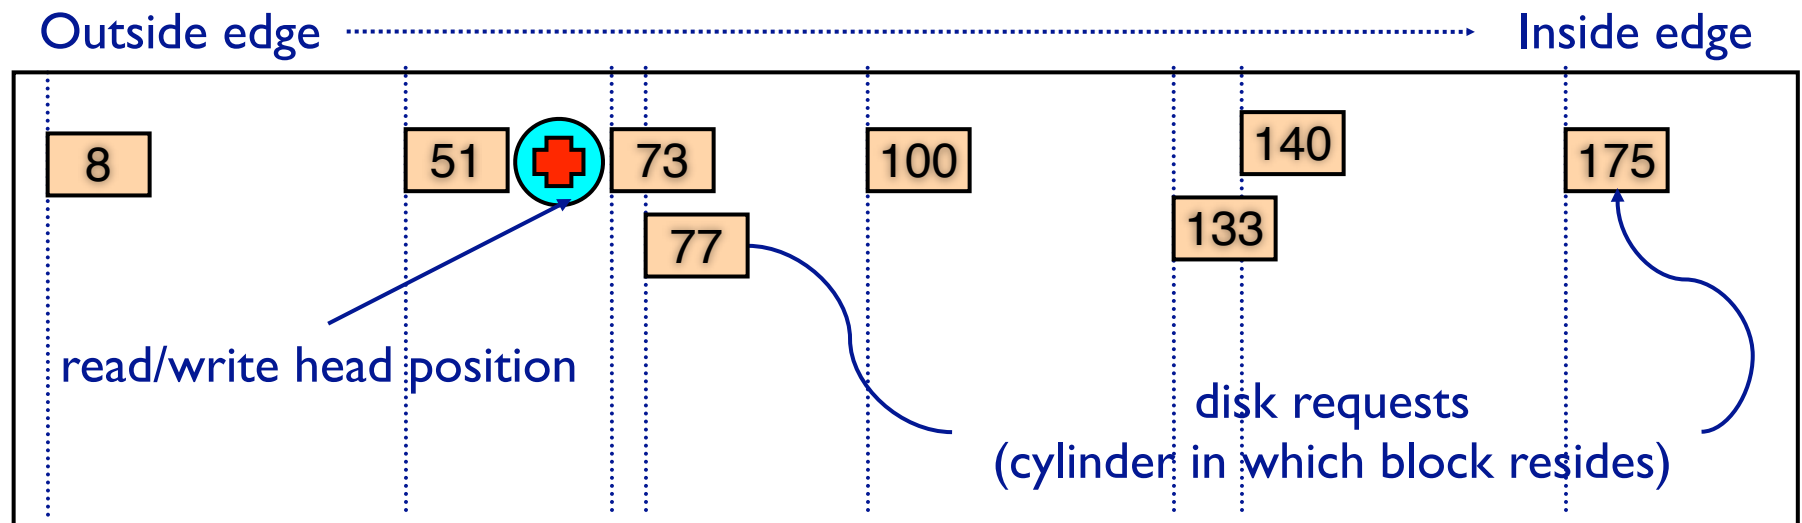 Outside edge
Inside edge
8
51
73
100
140
175
77
133
read/write head position
disk requests
(cylinder in which block resides)